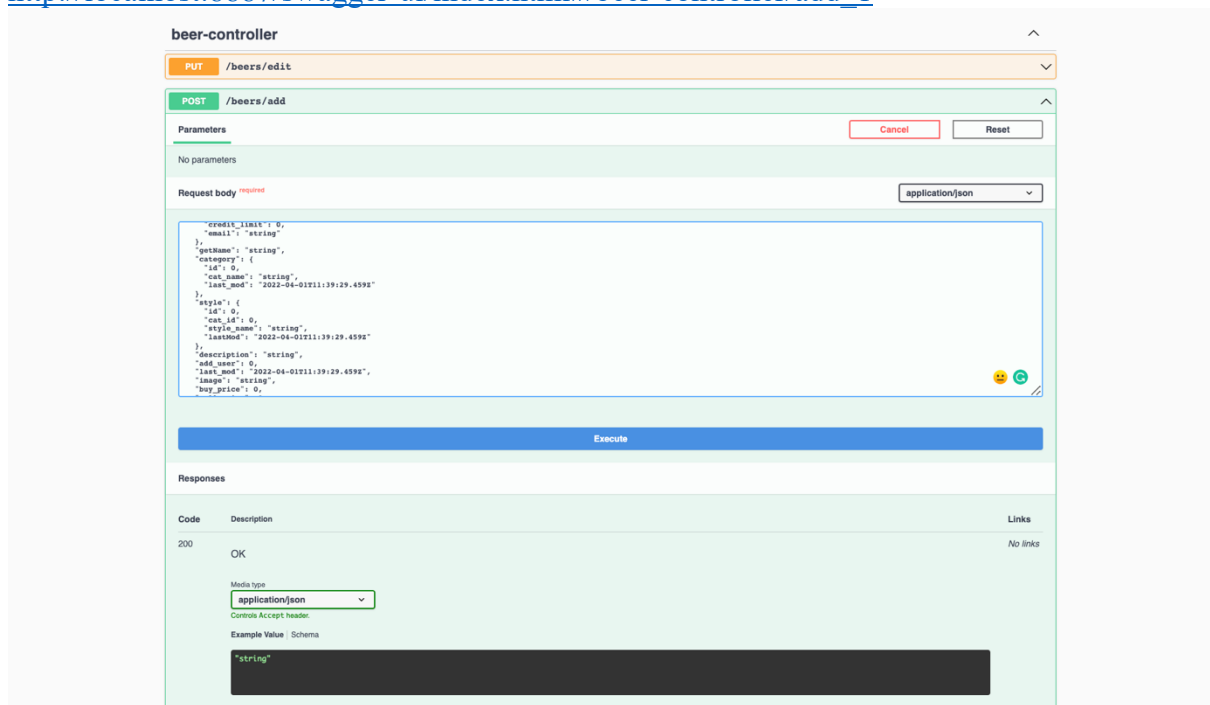 beer-controller
PUT /beers/edit
POST /beers/add
Parameters
Cancel
Reset
No parameters
Request body required
application/json
"credit_limit": 0,
"email": "string"
},
"getName": "string",
"category": {
"id": 0,
"cat_name": "string",
"last_mod": "2022-04-01T11:39:29.459Z"
},
"style": {
"id": 0,
"cat_id": 0,
"style_name": "string",
"lastMod": "2022-04-01T11:39:29.459Z"
},
"description": "string",
"add_user": 0,
"last_mod": "2022-04-01T11:39:29.459Z",
"image": "string",
"buy_price": 0,
Execute
Responses
Code Description Links
200 OK No links
Media type
application/json
Controls Accept header.
Example Value | Schema
"string"